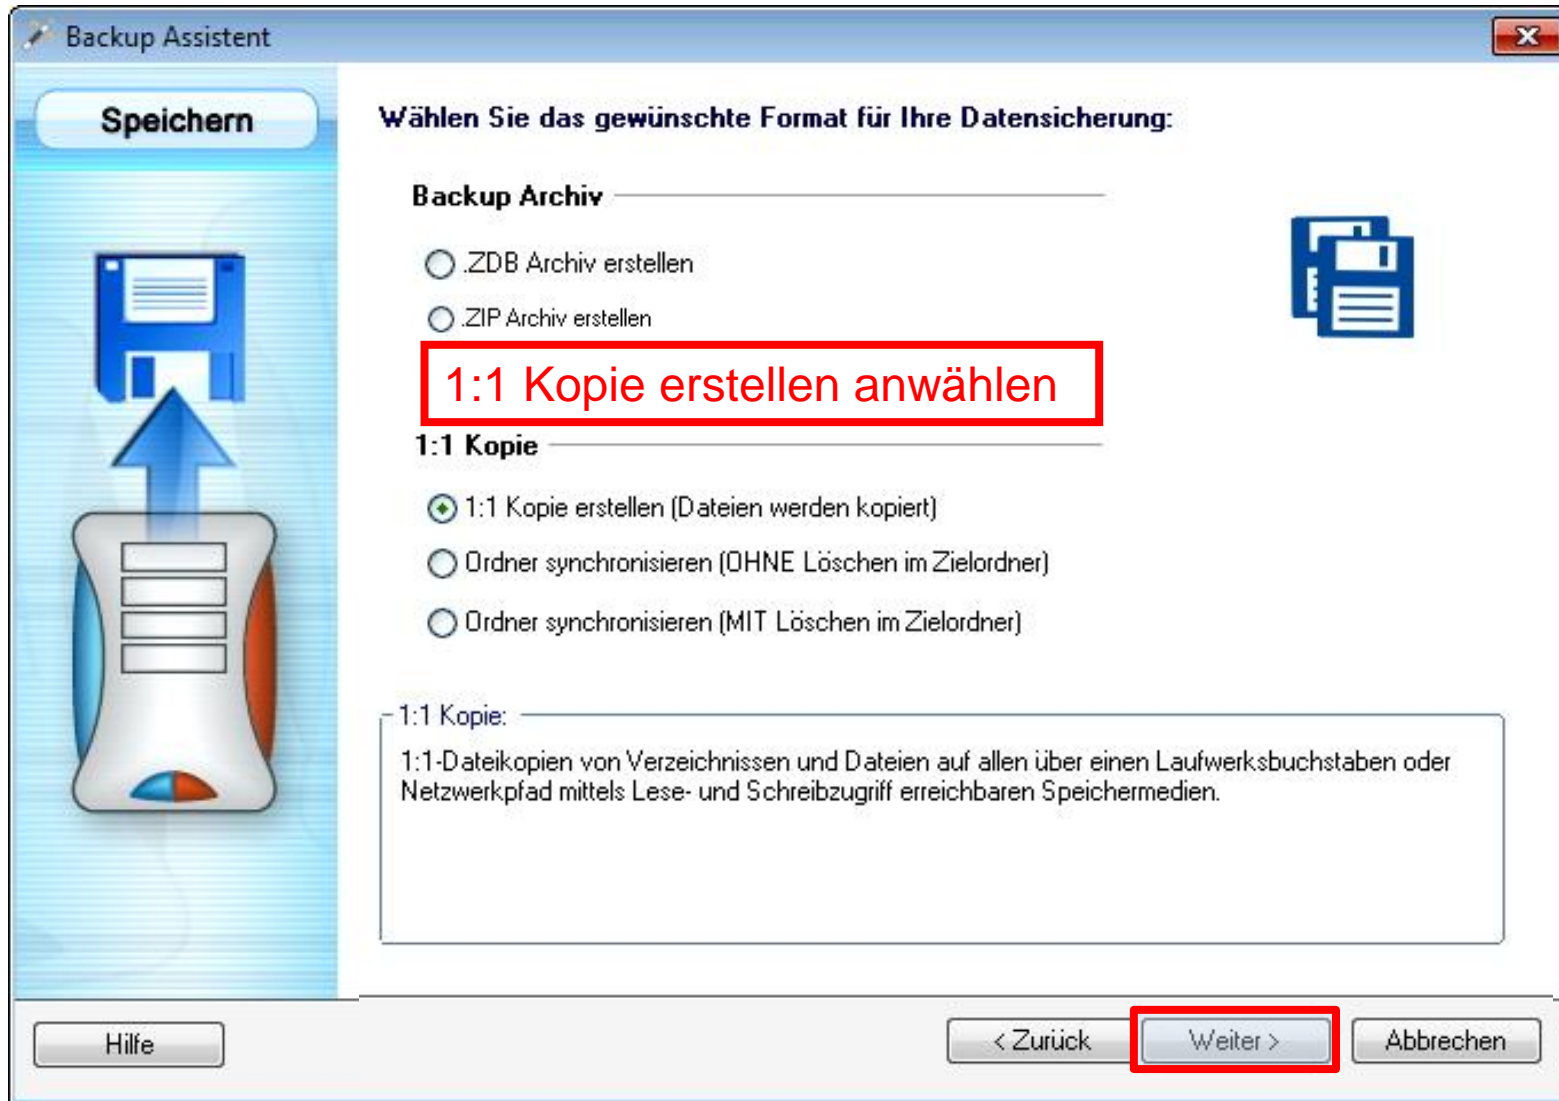 Backup Assistent
Speichern
Wählen Sie das gewünschte Format für Ihre Datensicherung:
Backup Archiv
.ZDB Archiv erstellen
.ZIP Archiv erstellen
1:1 Kopie erstellen anwählen
1:1 Kopie
1:1 Kopie erstellen (Dateien werden kopiert)
Ordner synchronisieren (OHNE Löschen im Zielordner)
Ordner synchronisieren (MIT Löschen im Zielordner)
1:1 Kopie:
1:1-Dateikopien von Verzeichnissen und Dateien auf allen über einen Laufwerksbuchstaben oder
Netzwerkpfad mittels Lese- und Schreibzugriff erreichbaren Speichermedien.
Hilfe
< Zurück
Weiter >
Abbrechen